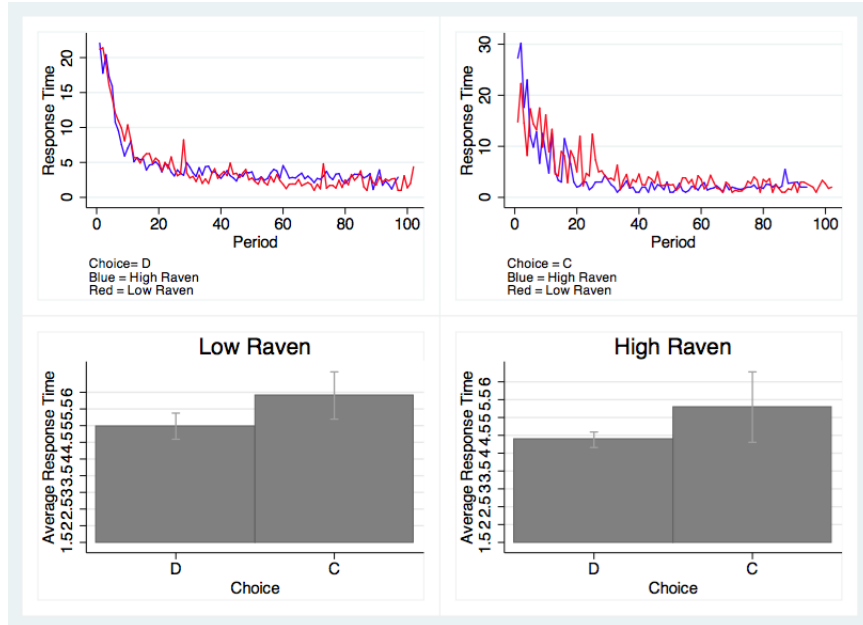 Response Time
20
15
10
5
0
0 20 40 60 80 100
Period
Choice= D
Blue = High Raven
Red = Low Raven
Response Time
30
20
10
0
0 20 40 60 80 100
Period
Choice = C
Blue = High Raven
Red = Low Raven
Low Raven
Average Response Time
1.522.533.544.555.56
D C
Choice
High Raven
Average Response Time
1.522.533.544.555.56
D C
Choice